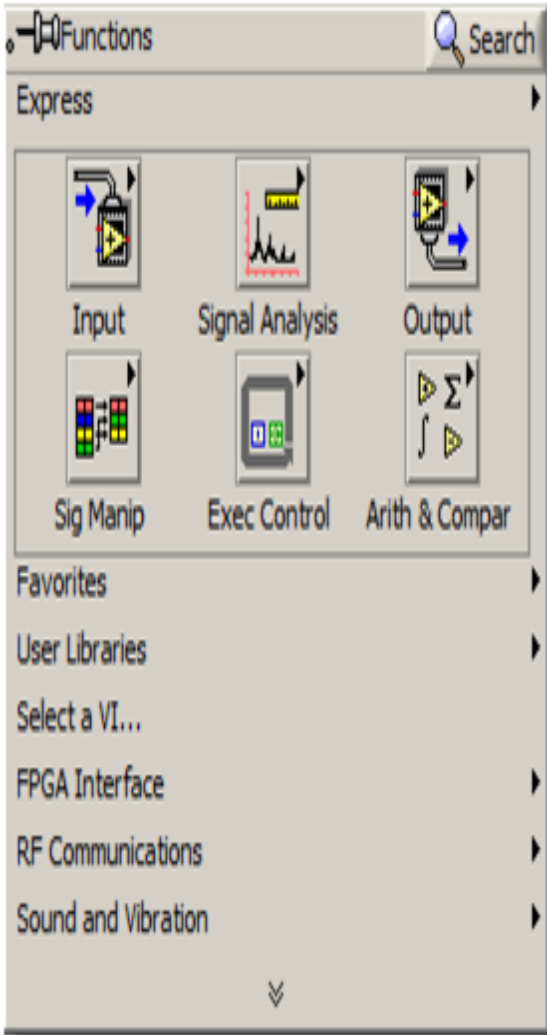 Functions Search
Express
Input Signal Analysis Output
Sig Manip Exec Control Arith & Compar
Favorites
User Libraries
Select a VI...
FPGA Interface
RF Communications
Sound and Vibration